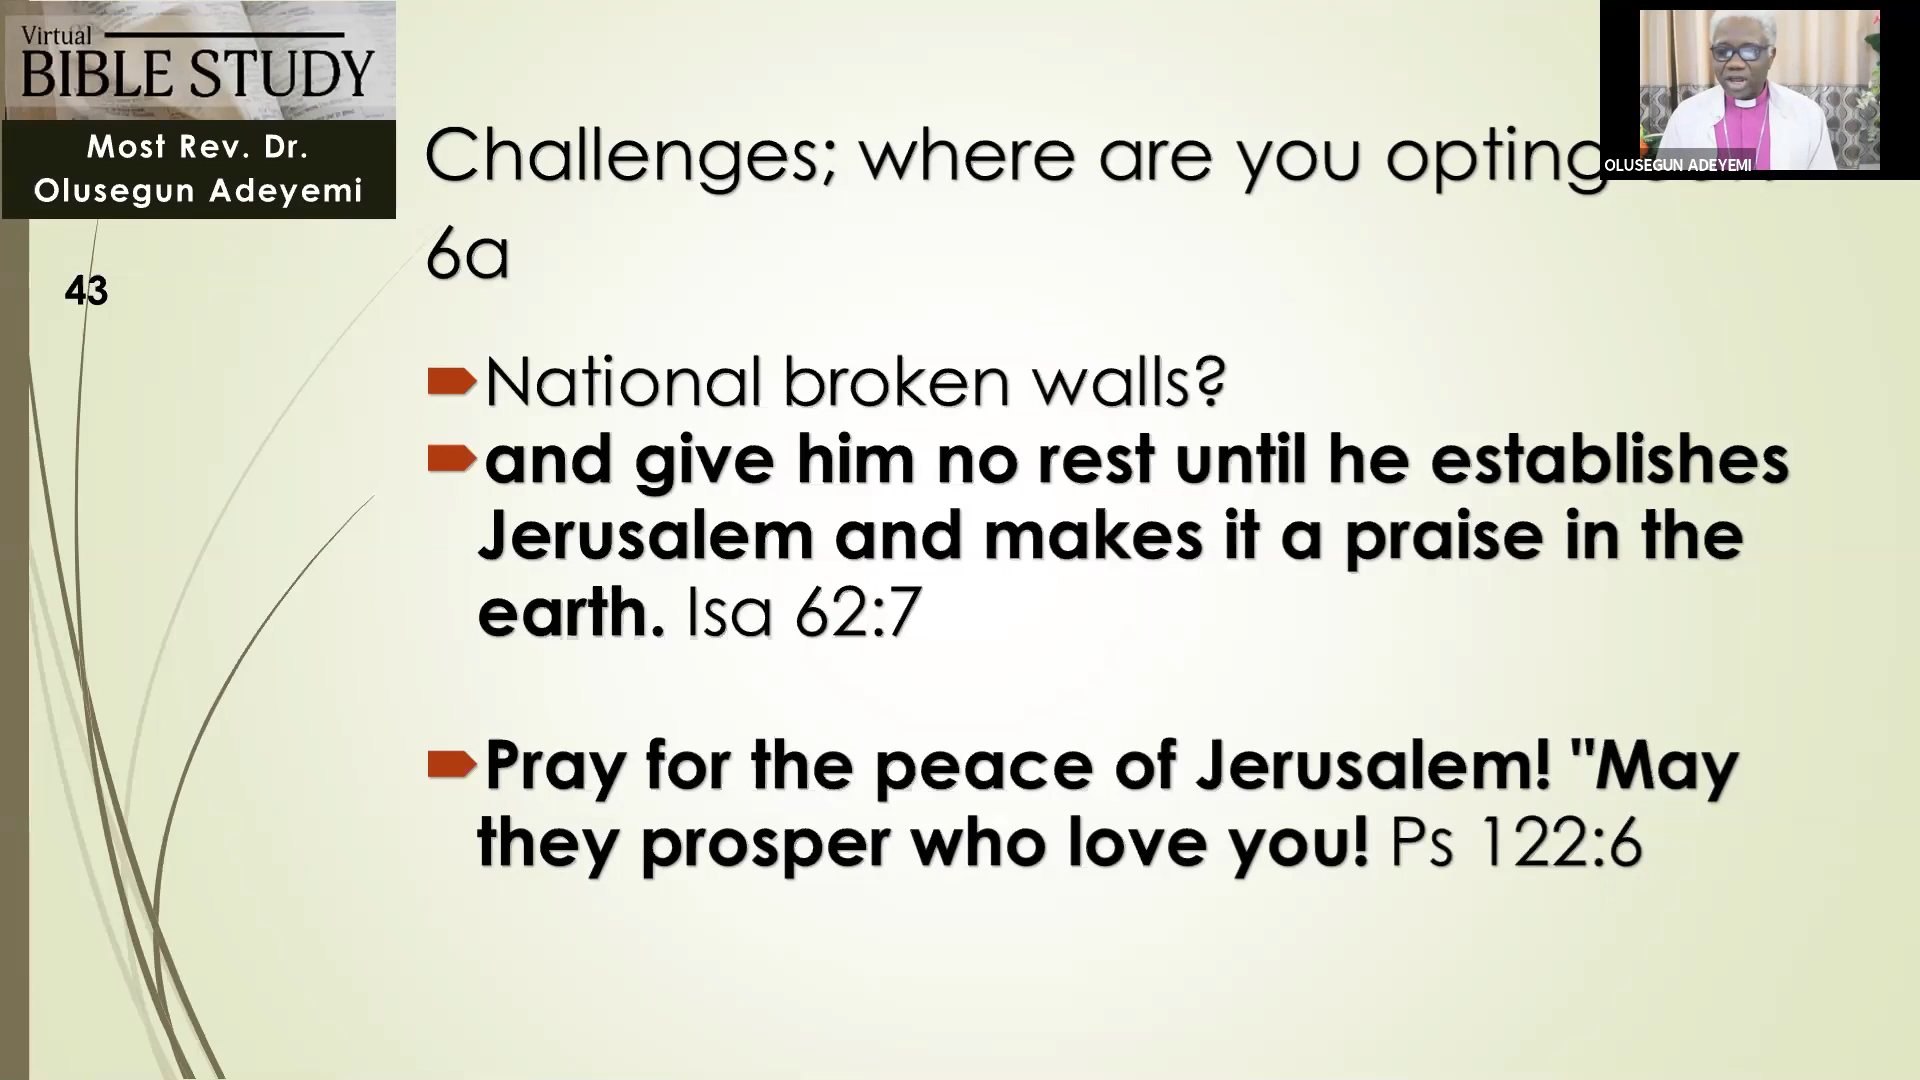 Virtual
BIBLE STUDY
Most Rev. Dr.
Olusegun Adeyemi
OLUSEGUN ADEYEMI
Challenges; where are you opting
6a
43
National broken walls?
and give him no rest until he establishes
Jerusalem and makes it a praise in the
earth. Isa 62:7
Pray for the peace of Jerusalem! "May
they prosper who love you! Ps 122:6